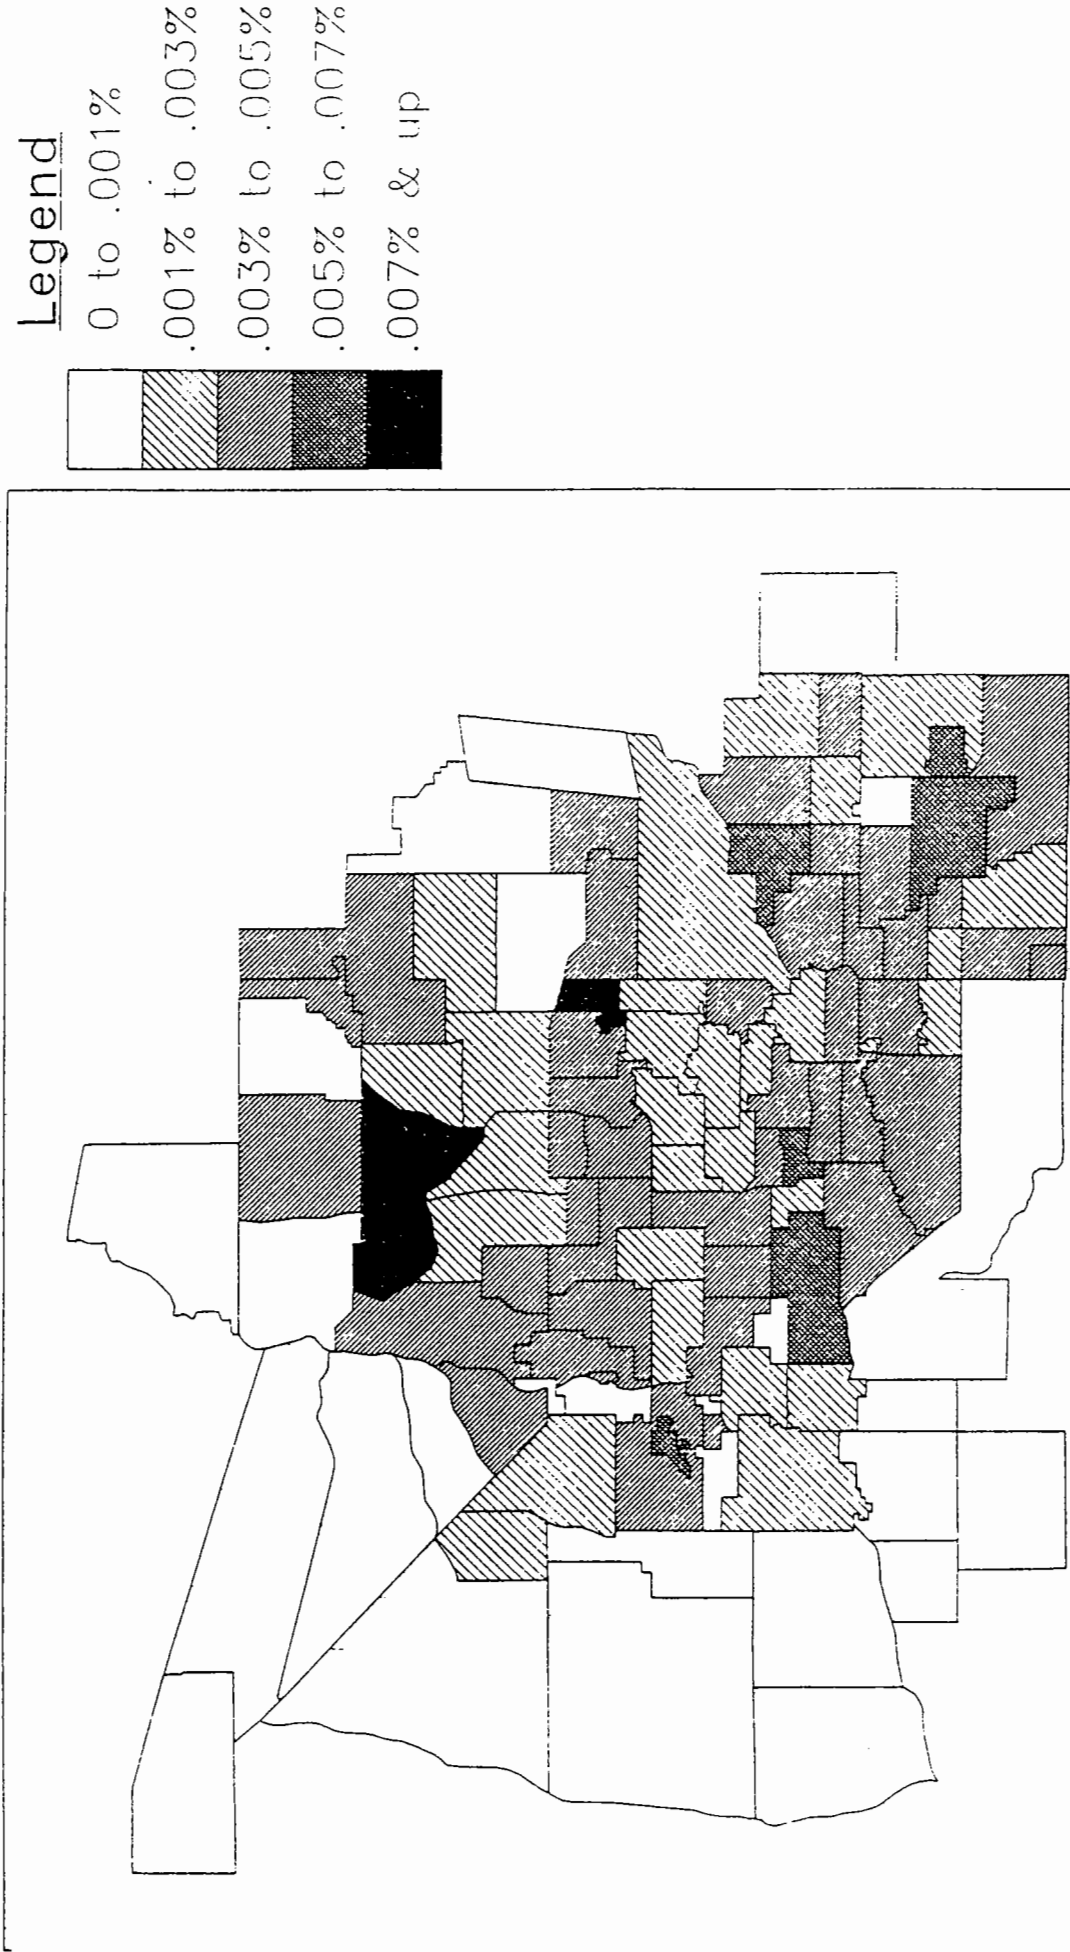 Legend
0 to .001%
.001% to .003%
.003% to .005%
.005% to .007%
.007% & up